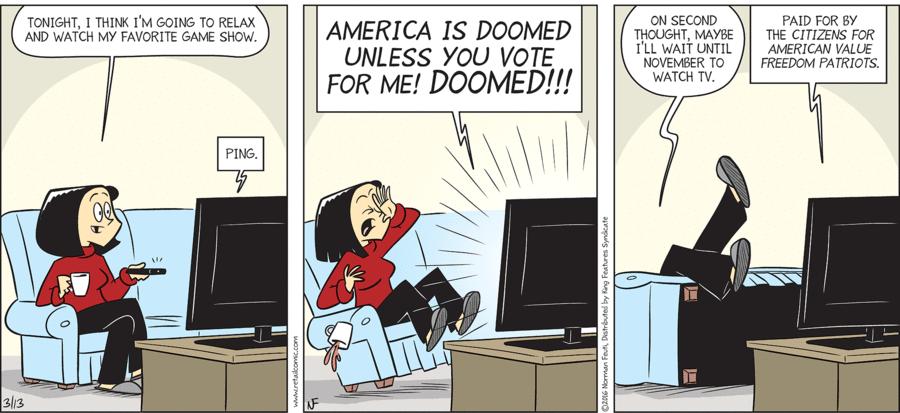 TONIGHT, I THINK I'M GOING TO RELAX
AND WATCH MY FAVORITE GAME SHOW.
PING.
3/13
AMERICA IS DOOMED
UNLESS YOU VOTE
FOR ME! DOOMED!!!
www.retailcomic.com
NF
ON SECOND
THOUGHT, MAYBE
I'LL WAIT UNTIL
NOVEMBER TO
WATCH TV.
PAID FOR BY
THE CITIZENS FOR
AMERICAN VALUE
FREEDOM PATRIOTS.
©2016 Norman Feuti, Distributed by King Features Syndicate